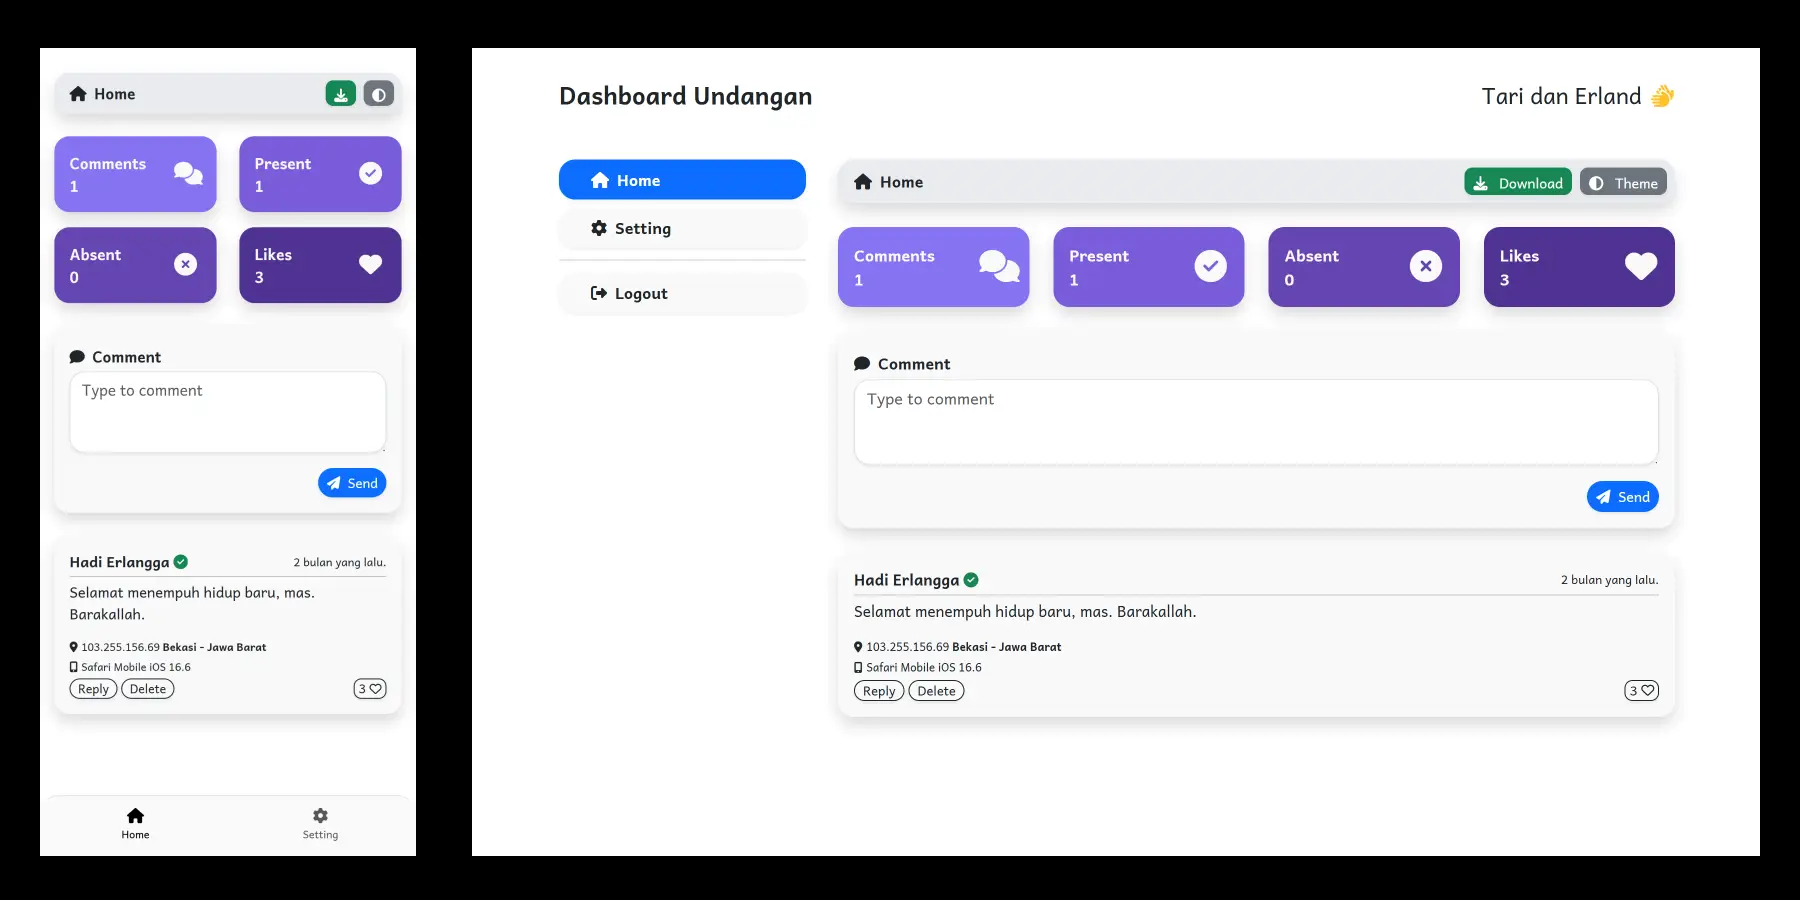 Home
Comments
1
Present
1
Absent
0
Likes
3
Comment
Type to comment
Send
Hadi Erlangga
2 bulan yang lalu.
Selamat menempuh hidup baru, mas.
Barakallah.
103.255.156.69 Bekasi - Jawa Barat
Safari Mobile iOS 16.6
Reply
Delete
3
Home
Setting
Dashboard Undangan
Tari dan Erland 👏
Home
Setting
Logout
Home
Download
Theme
Comments
1
Present
1
Absent
0
Likes
3
Comment
Type to comment
Send
Hadi Erlangga
2 bulan yang lalu.
Selamat menempuh hidup baru, mas. Barakallah.
103.255.156.69 Bekasi - Jawa Barat
Safari Mobile iOS 16.6
Reply
Delete
3